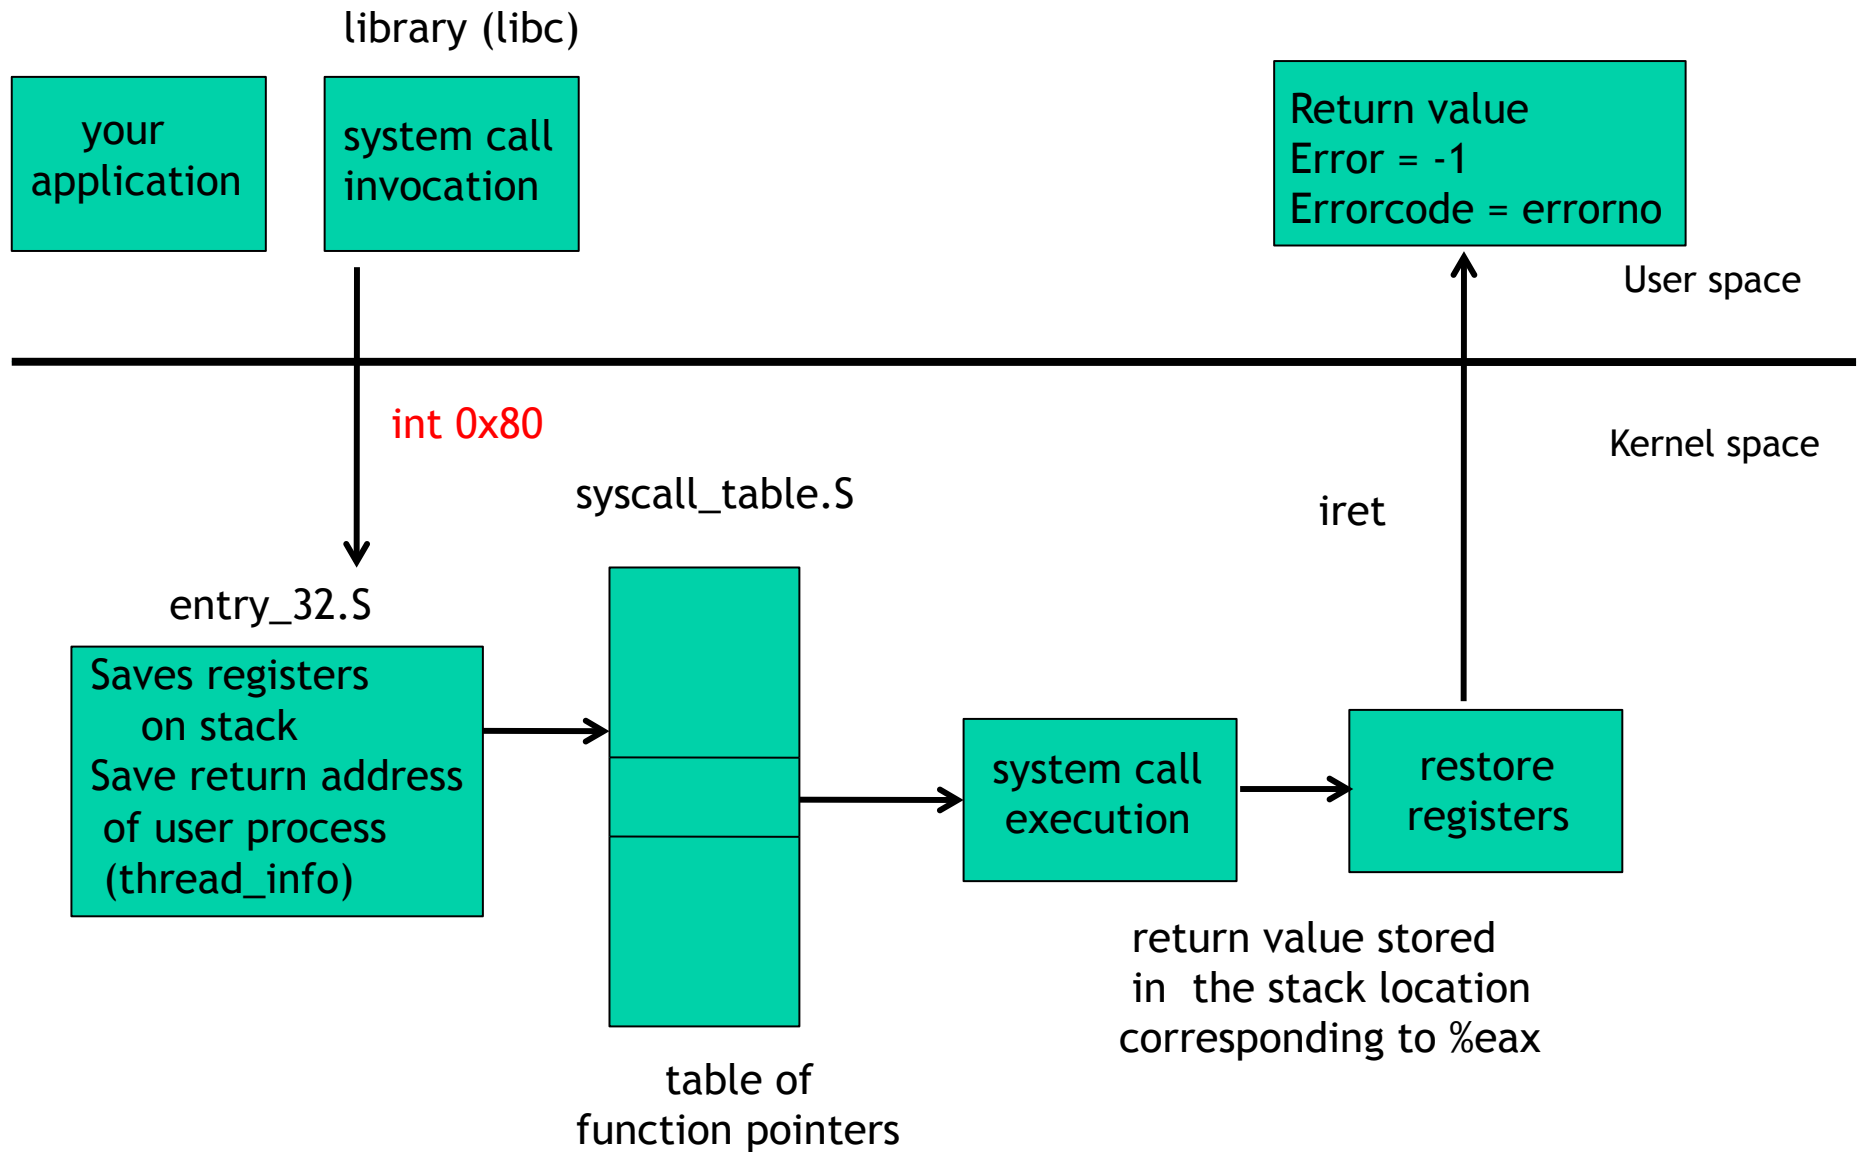 library (libc)
your
application
system call
invocation
Return value
Error = -1
Errorcode = errorno
User space
int 0x80
Kernel space
syscall_table.S
iret
entry_32.S
Saves registers
on stack
Save return address
of user process
(thread_info)
system call
execution
restore
registers
return value stored
in the stack location
corresponding to %eax
table of
function pointers